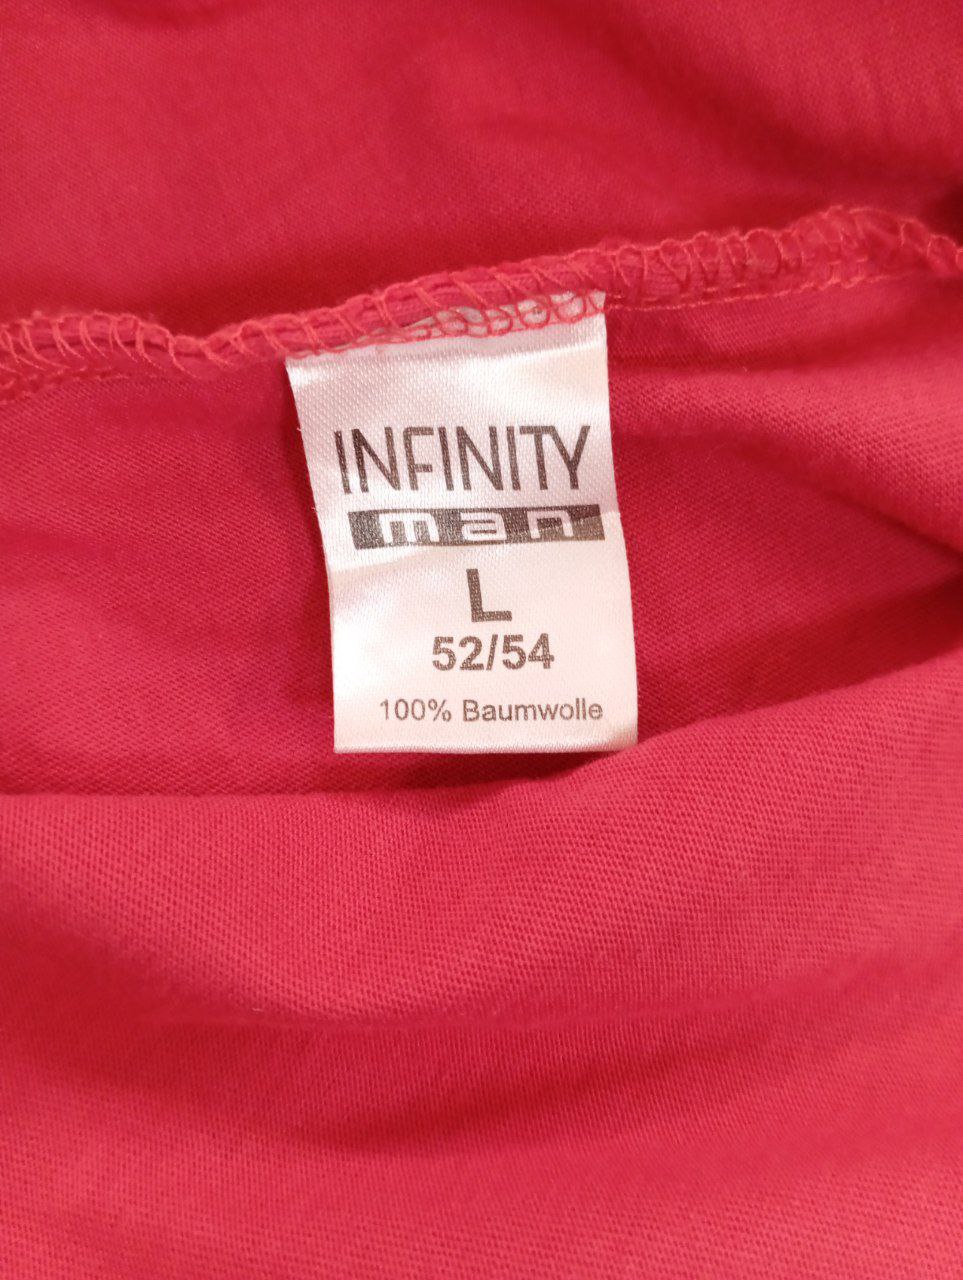 INFINITY
man
L
52/54
100% Baumwolle